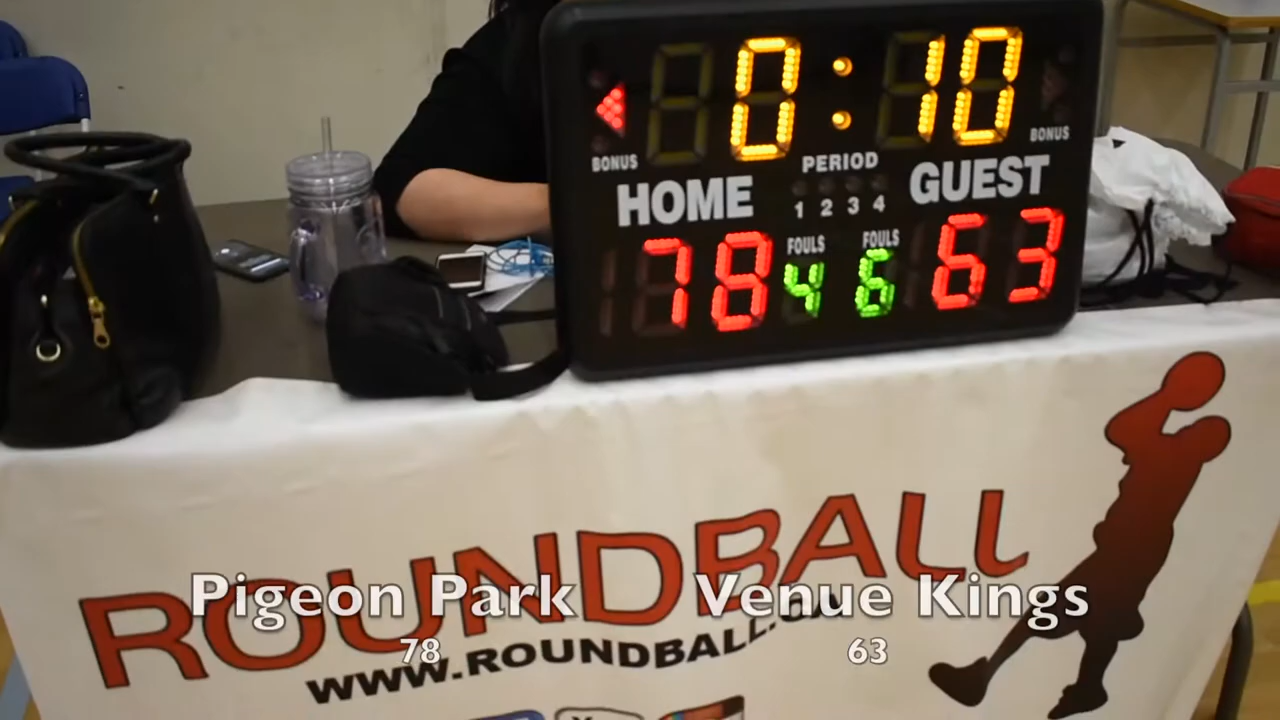 0:10
BONUS PERIOD BONUS
HOME 1 2 3 4 GUEST
FOULS FOULS
78 4 6 63
ROUNDBALL
Pigeon Park Venue Kings
WWW.ROUNDBALL.CA
78 63